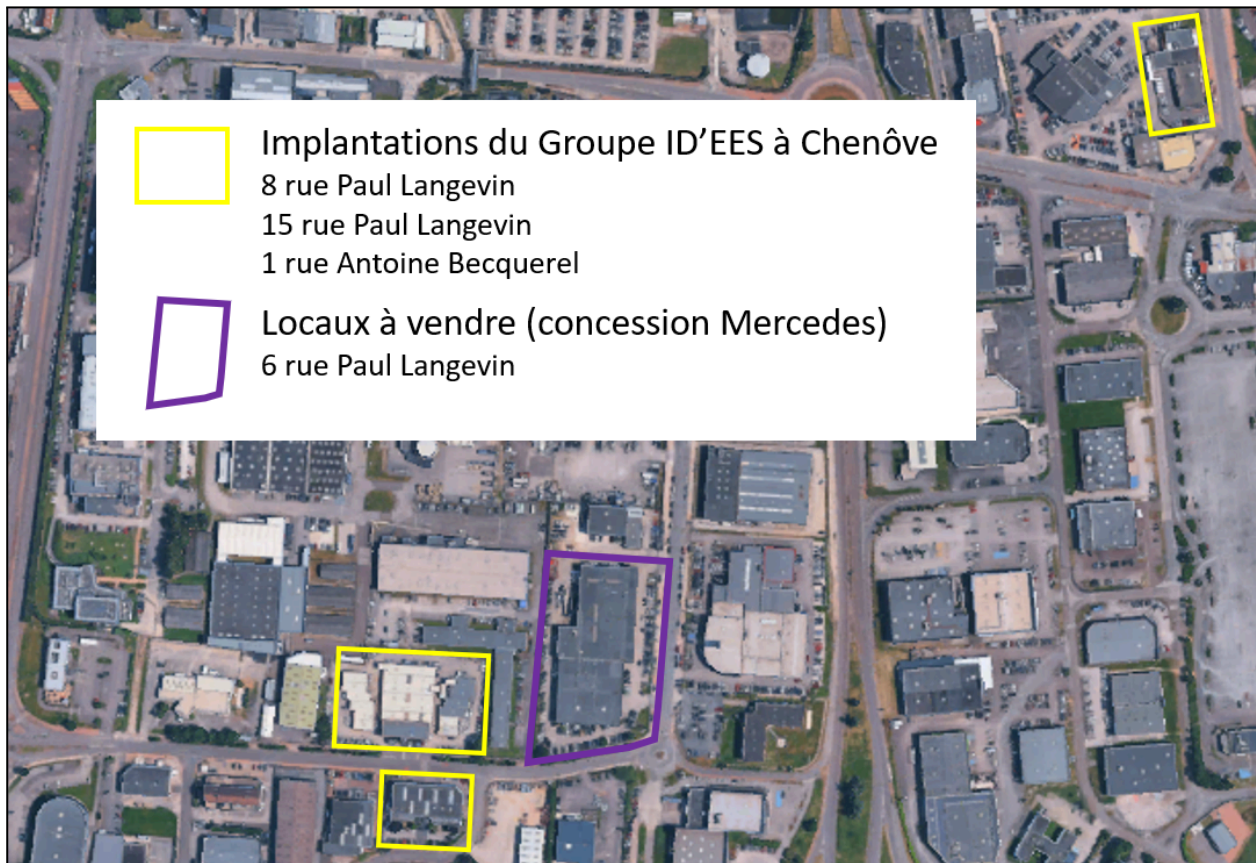 Implantations du Groupe ID’EES à Chenôve
8 rue Paul Langevin
15 rue Paul Langevin
1 rue Antoine Becquerel
Locaux à vendre (concession Mercedes)
6 rue Paul Langevin